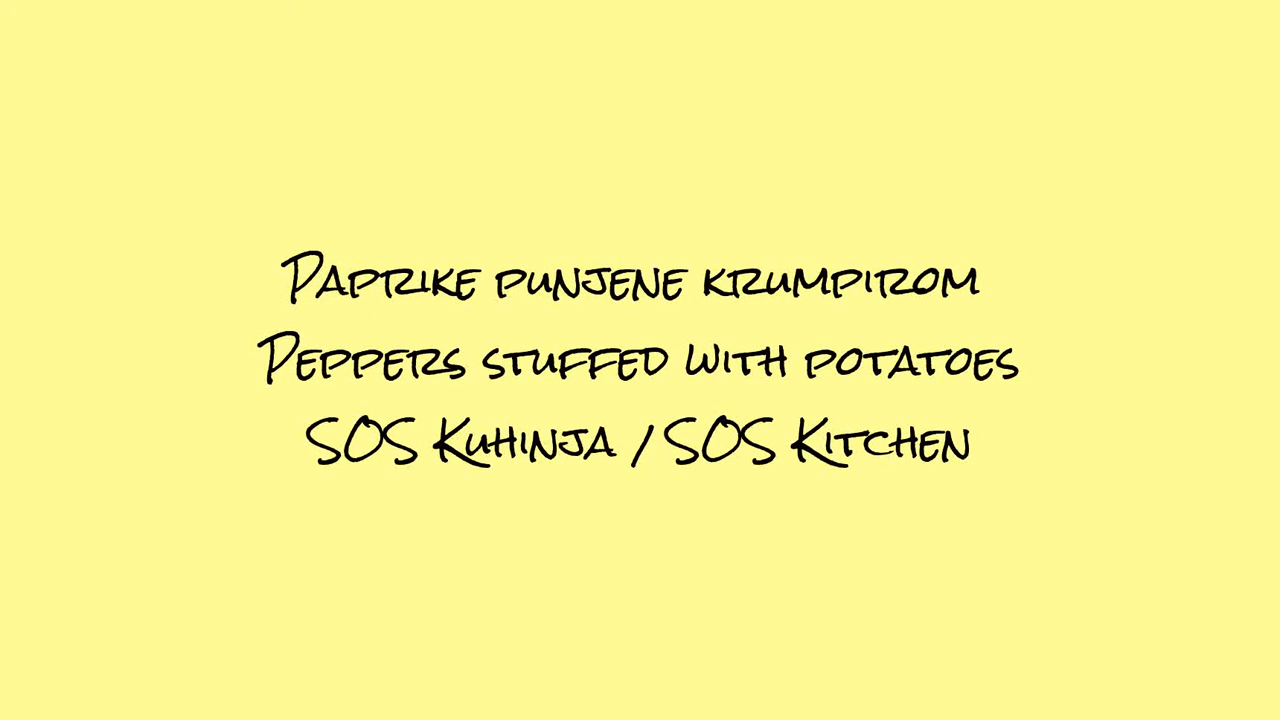 Paprike punjene krumpirom
Peppers stuffed with potatoes
SOS Kuhinja / SOS Kitchen